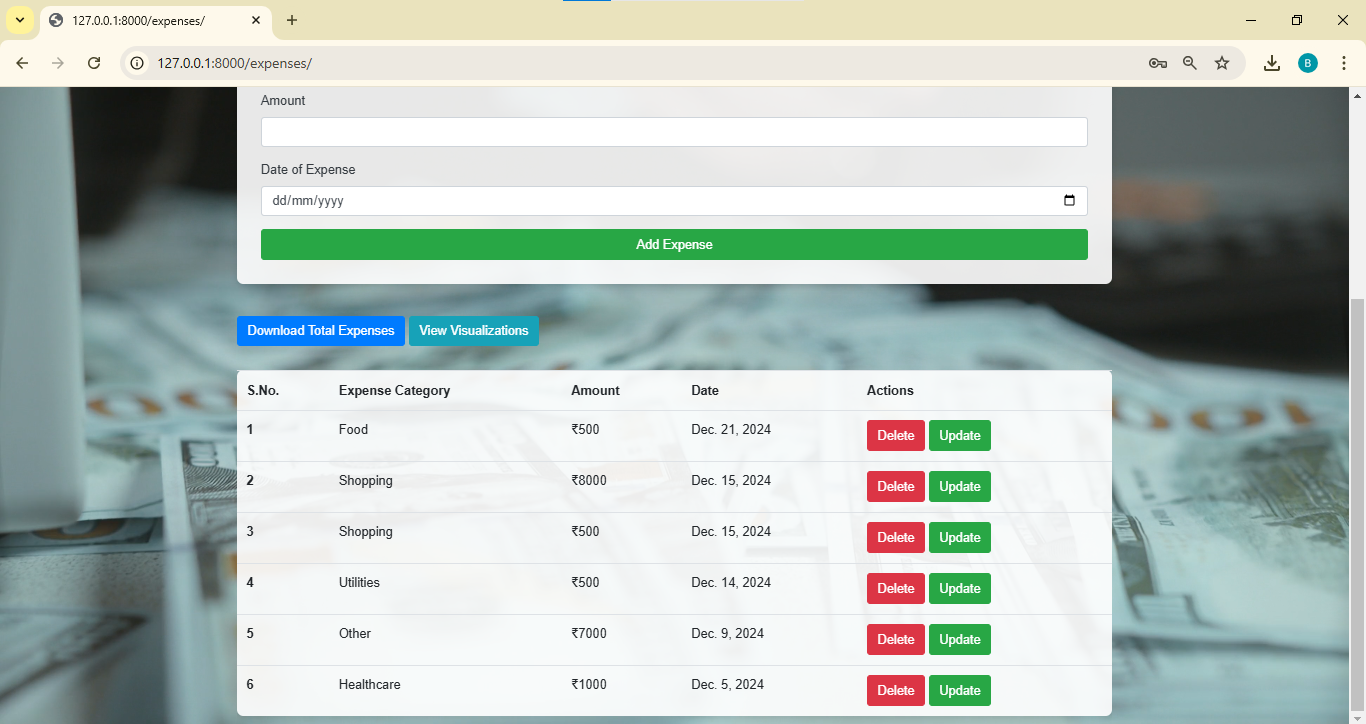 127.0.0.1:8000/expenses/
127.0.0.1:8000/expenses/
B
Amount
Date of Expense
dd/mm/yyyy
Add Expense
Download Total Expenses View Visualizations
S.No. Expense Category Amount Date Actions
1 Food ₹500 Dec. 21, 2024 Delete Update
2 Shopping ₹8000 Dec. 15, 2024 Delete Update
3 Shopping ₹500 Dec. 15, 2024 Delete Update
4 Utilities ₹500 Dec. 14, 2024 Delete Update
5 Other ₹7000 Dec. 9, 2024 Delete Update
6 Healthcare ₹1000 Dec. 5, 2024 Delete Update